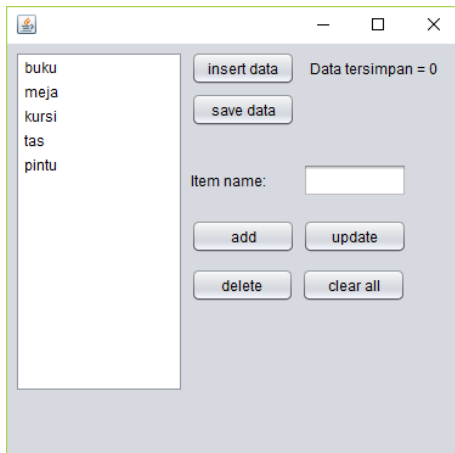 buku
meja
kursi
tas
pintu
insert data
Data tersimpan = 0
save data
Item name:
add
update
delete
clear all